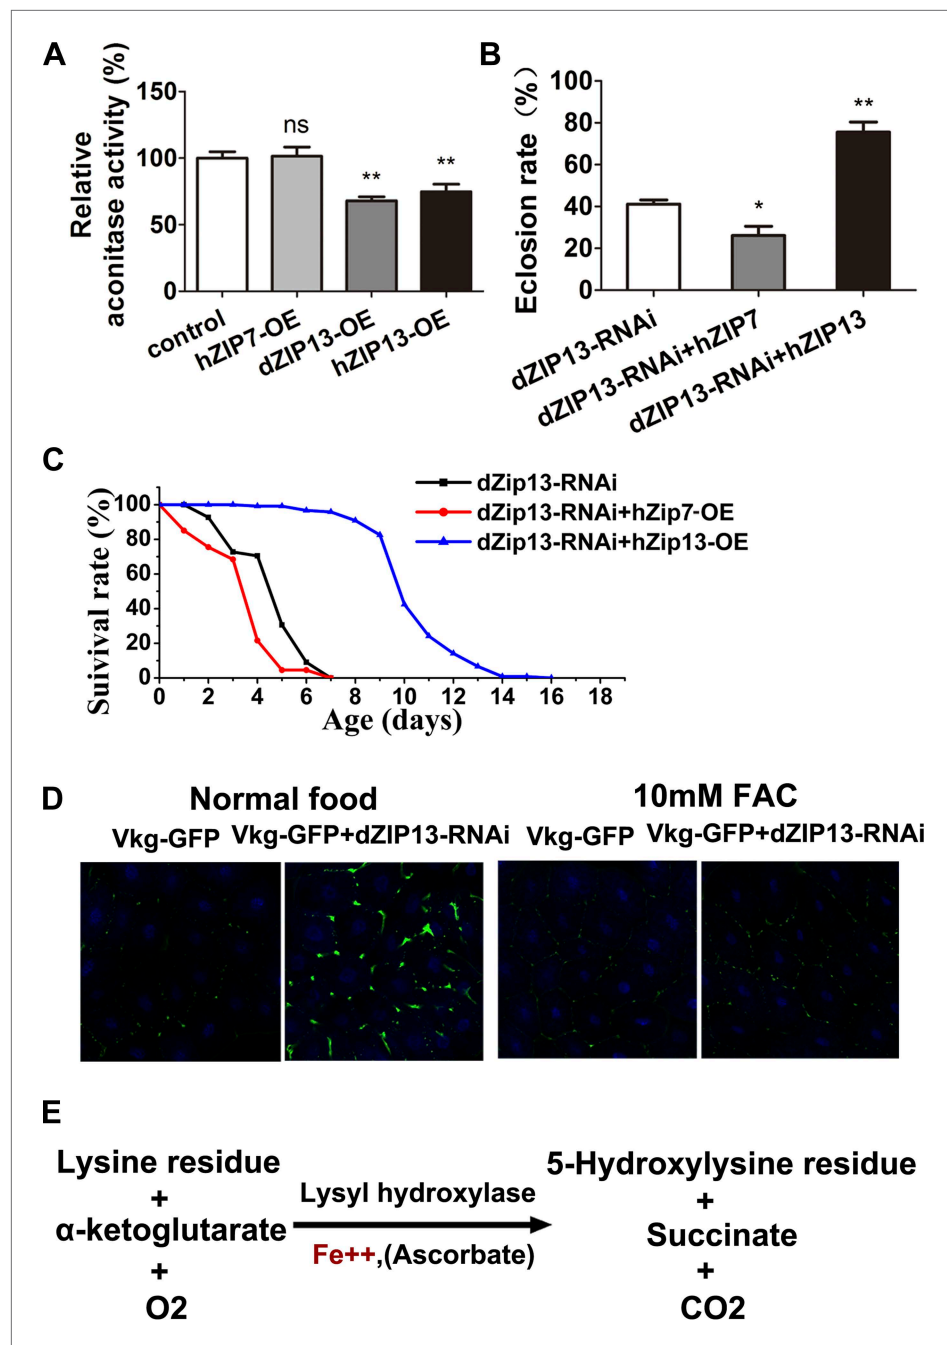 A
Relative
aconitase activity (%)
150
100
50
0
ns
**
**
control
hZIP7-OE
dZIP13-OE
hZIP13-OE
B
Eclosion rate (%)
100
80
60
40
20
0
*
**
dZIP13-RNAi
dZIP13-RNAi+hZIP7
dZIP13-RNAi+hZIP13
C
Suivival rate (%)
100
80
60
40
20
0
0 2 4 6 8 10 12 14 16 18
Age (days)
dZip13-RNAi
dZip13-RNAi+hZip7-OE
dZip13-RNAi+hZip13-OE
D
Normal food
10mM FAC
Vkg-GFP Vkg-GFP+dZIP13-RNAi Vkg-GFP Vkg-GFP+dZIP13-RNAi
E
Lysine residue
+
α-ketoglutarate
+
O2
Lysyl hydroxylase
Fe++,(Ascorbate)
5-Hydroxylysine residue
+
Succinate
+
CO2